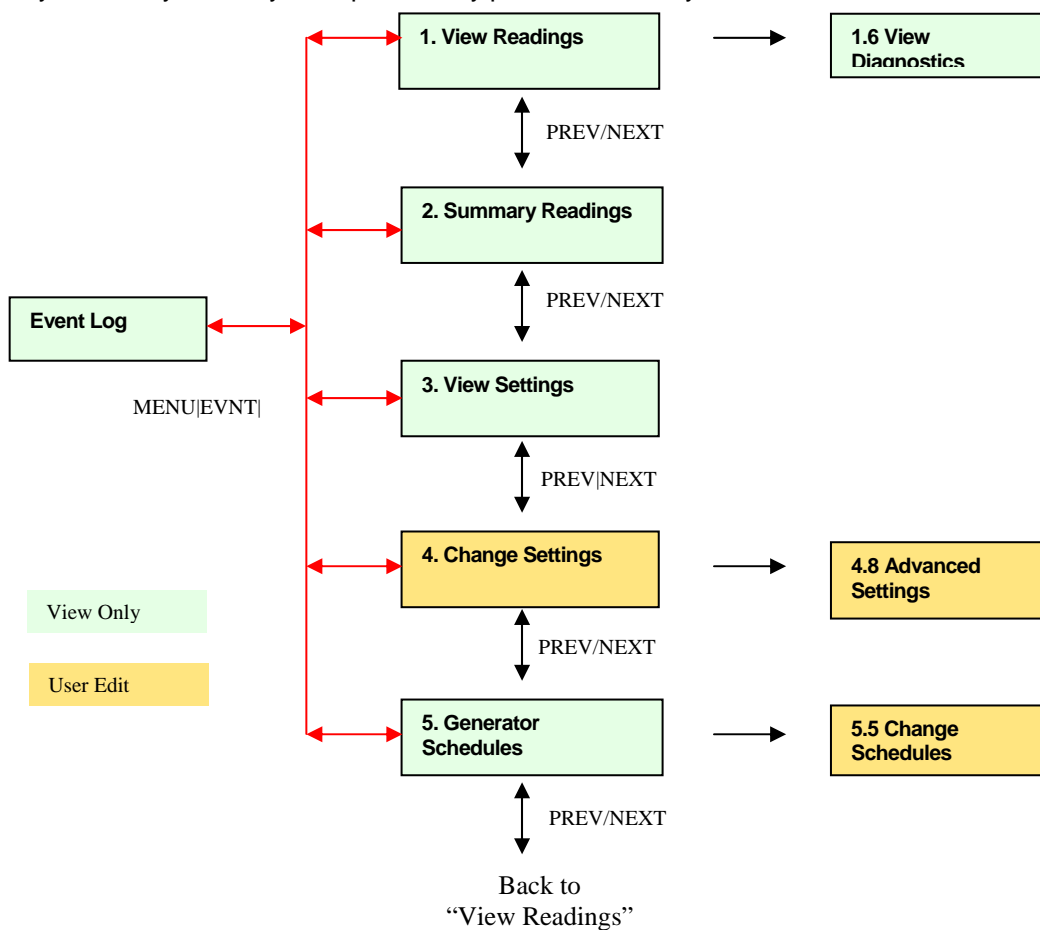 1. View Readings
1.6 View
Diagnostics
PREV/NEXT
2. Summary Readings
PREV/NEXT
Event Log
MENU|EVNT|
3. View Settings
PREV|NEXT
4. Change Settings
4.8 Advanced
Settings
View Only
PREV/NEXT
User Edit
5. Generator
Schedules
5.5 Change
Schedules
PREV/NEXT
Back to
“View Readings”